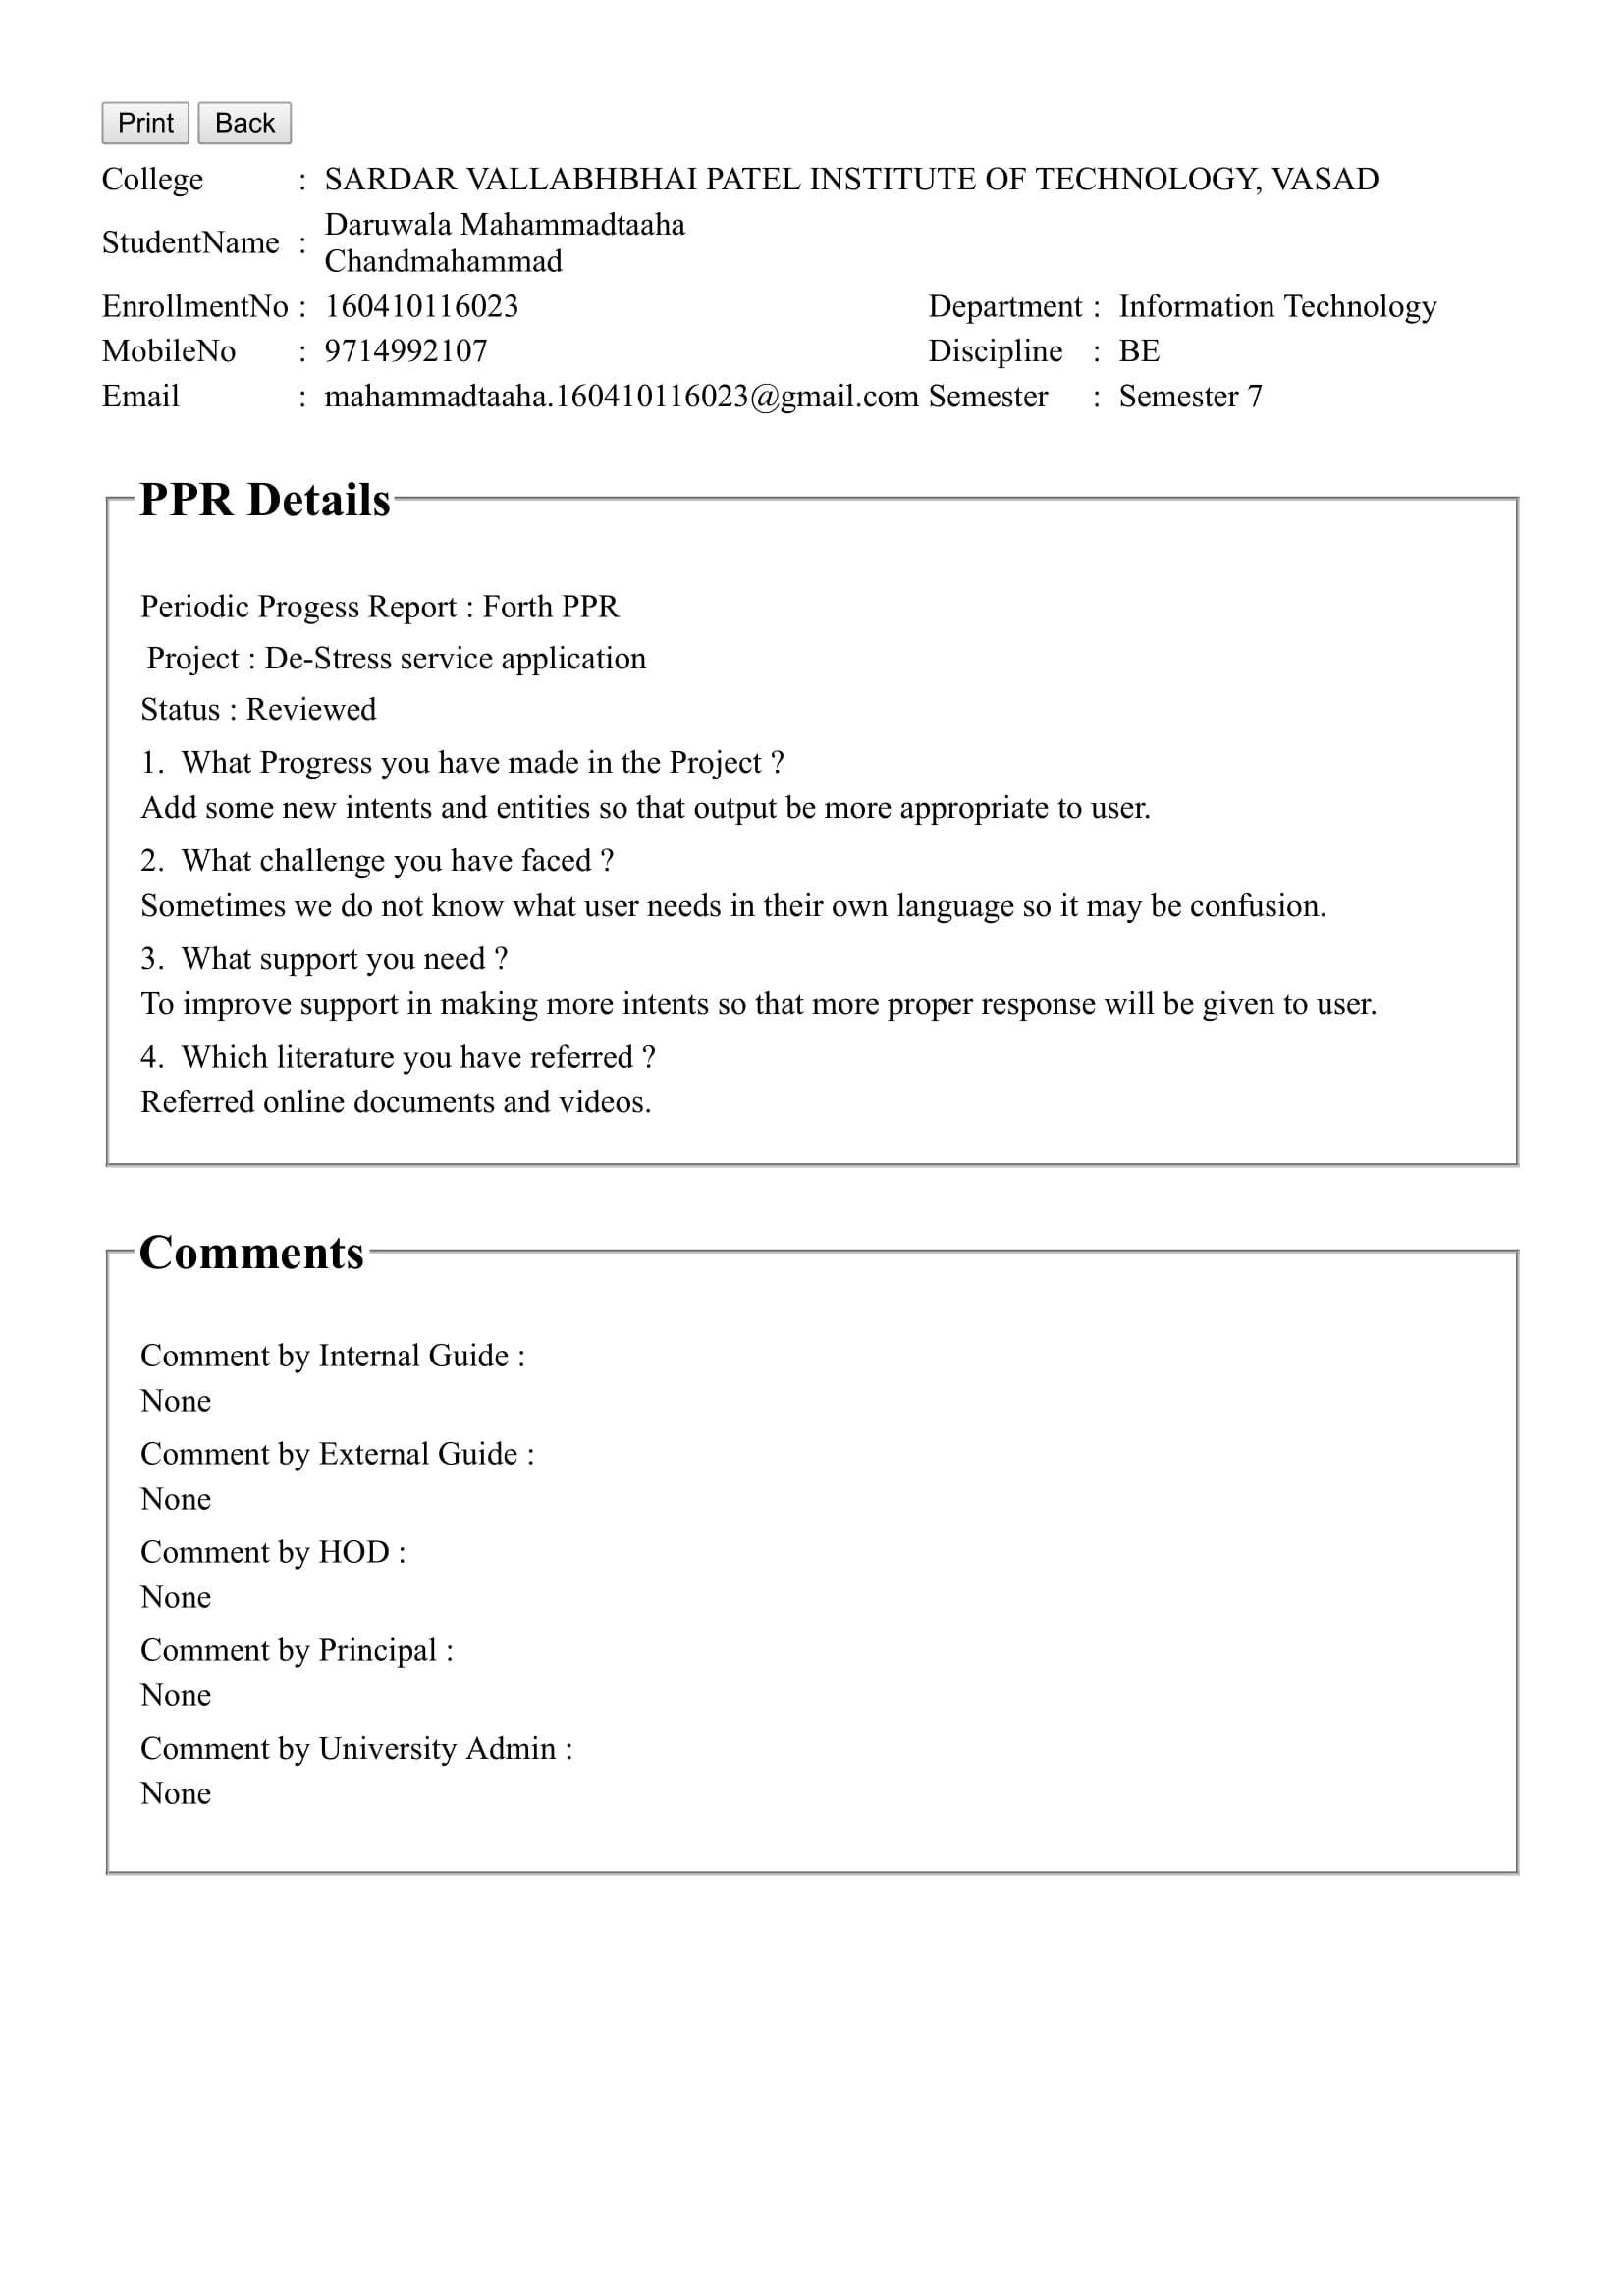 Print Back
College : SARDAR VALLABHBHAI PATEL INSTITUTE OF TECHNOLOGY, VASAD
StudentName : Daruwala Mahammadtaaha
Chandmahammad
EnrollmentNo : 160410116023 Department : Information Technology
MobileNo : 9714992107 Discipline : BE
Email : mahammadtaaha.160410116023@gmail.com Semester : Semester 7
PPR Details
Periodic Progess Report : Forth PPR
Project : De-Stress service application
Status : Reviewed
1. What Progress you have made in the Project ?
Add some new intents and entities so that output be more appropriate to user.
2. What challenge you have faced ?
Sometimes we do not know what user needs in their own language so it may be confusion.
3. What support you need ?
To improve support in making more intents so that more proper response will be given to user.
4. Which literature you have referred ?
Referred online documents and videos.
Comments
Comment by Internal Guide :
None
Comment by External Guide :
None
Comment by HOD :
None
Comment by Principal :
None
Comment by University Admin :
None